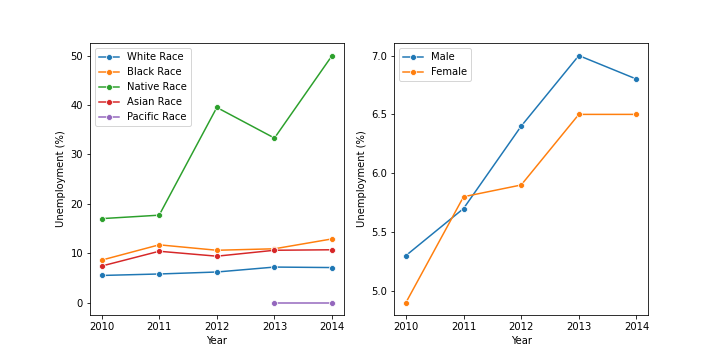 50
40
30
20
10
0
Unemployment (%)
White Race
Black Race
Native Race
Asian Race
Pacific Race
2010 2011 2012 2013 2014
Year
7.0
6.5
6.0
5.5
5.0
Unemployment (%)
Male
Female
2010 2011 2012 2013 2014
Year